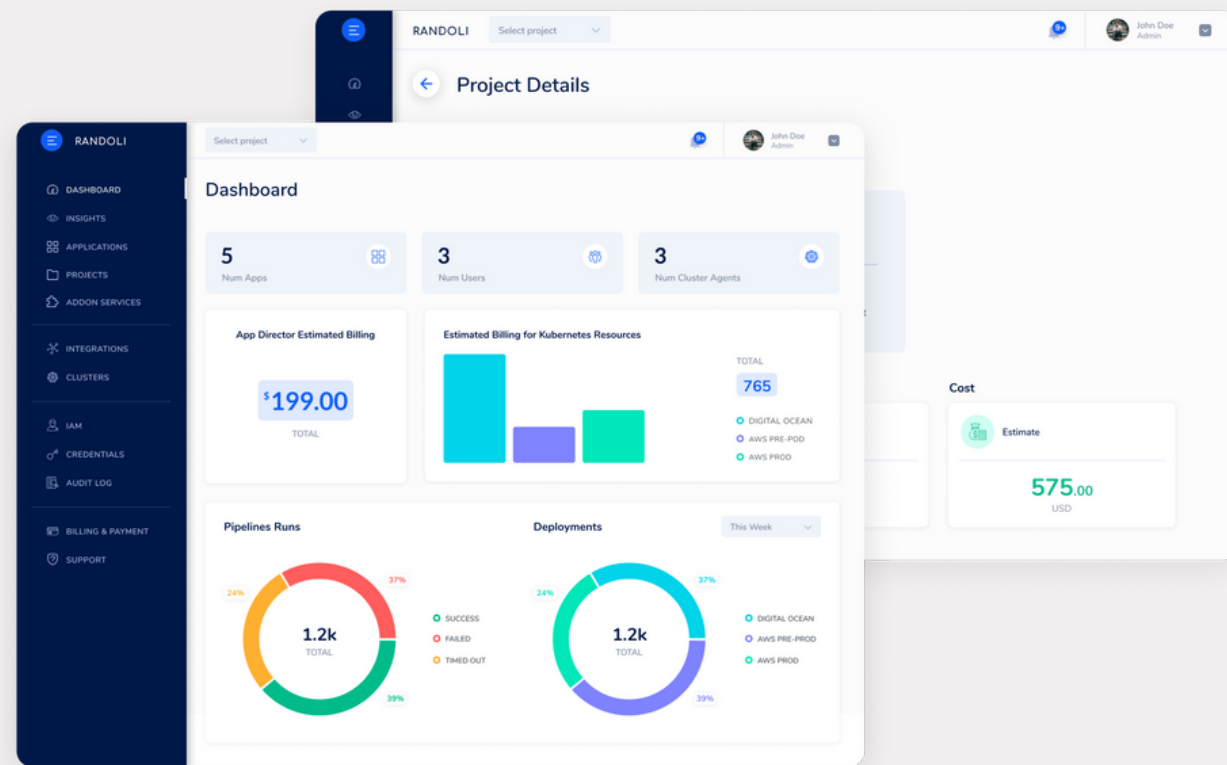 RANDOLI
Select project
9+
John Doe
Admin
Project Details
Cost
Estimate
575.00
USD
RANDOLI
Select project
9+
John Doe
Admin
DASHBOARD
INSIGHTS
APPLICATIONS
PROJECTS
ADDON SERVICES
INTEGRATIONS
CLUSTERS
IAM
CREDENTIALS
AUDIT LOG
BILLING & PAYMENT
SUPPORT
Dashboard
5
Num Apps
3
Num Users
3
Num Cluster Agents
App Director Estimated Billing
$199.00
TOTAL
Estimated Billing for Kubernetes Resources
TOTAL
765
DIGITAL OCEAN
AWS PRE-POD
AWS PROD
Pipelines Runs
24%
37%
39%
1.2k
TOTAL
SUCCESS
FAILED
TIMED OUT
Deployments
This Week
24%
37%
39%
1.2k
TOTAL
DIGITAL OCEAN
AWS PRE-PROD
AWS PROD